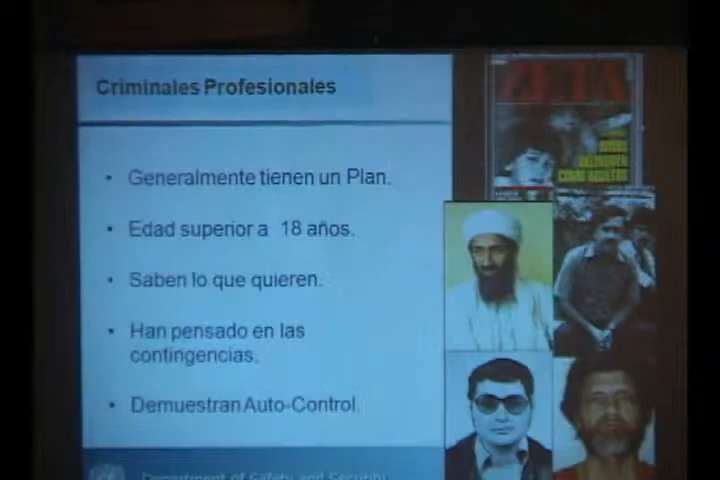 Criminales Profesionales
• Generalmente tienen un Plan.
• Edad superior a 18 años.
• Saben lo que quieren.
• Han pensado en las
contingencias.
• Demuestran Auto-Control.
Department of Safety and Security
ZETA